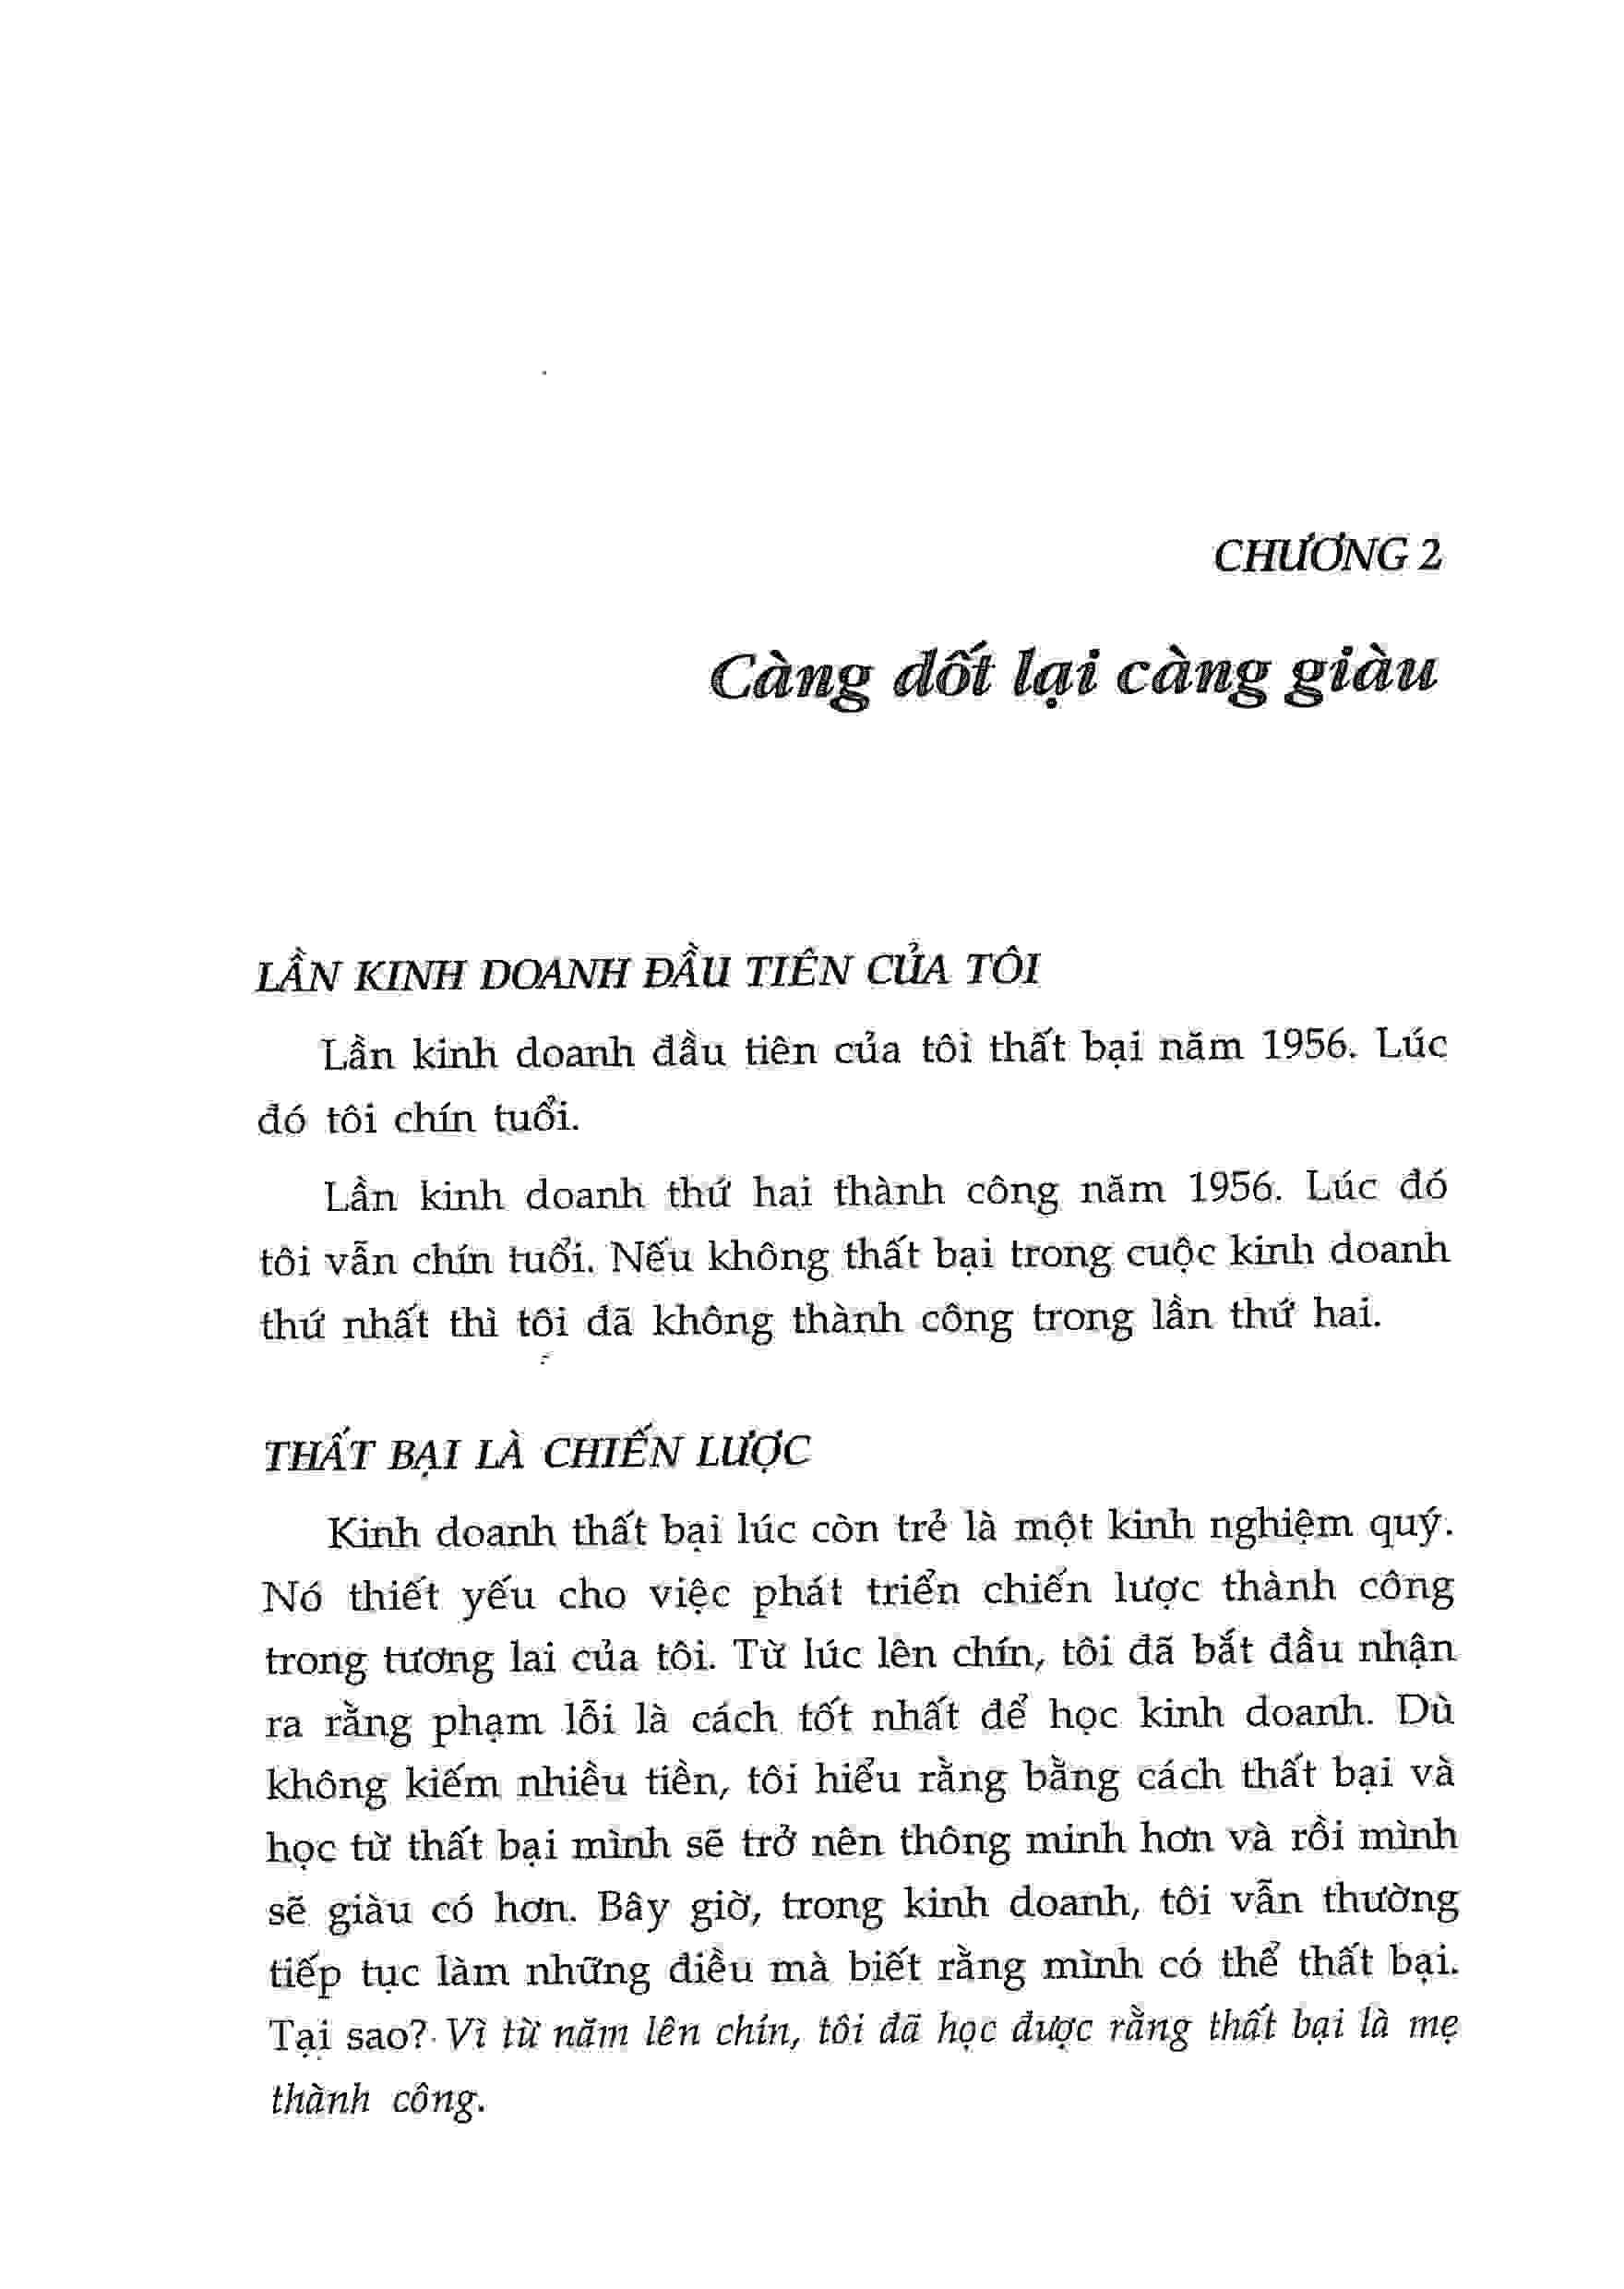 CHƯƠNG 2
Càng dốt lại càng giàu
LẦN KINH DOANH ĐẦU TIÊN CỦA TÔI
Lần kinh doanh đầu tiên của tôi thất bại năm 1956. Lúc
đó tôi chín tuổi.
Lần kinh doanh thứ hai thành công năm 1956. Lúc đó
tôi vẫn chín tuổi. Nếu không thất bại trong cuộc kinh doanh
thứ nhất thì tôi đã không thành công trong lần thứ hai.
THẤT BẠI LÀ CHIẾN LƯỢC
Kinh doanh thất bại lúc còn trẻ là một kinh nghiệm quý.
Nó thiết yếu cho việc phát triển chiến lược thành công
trong tương lai của tôi. Từ lúc lên chín, tôi đã bắt đầu nhận
ra rằng phạm lỗi là cách tốt nhất để học kinh doanh. Dù
không kiếm nhiều tiền, tôi hiểu rằng bằng cách thất bại và
học từ thất bại mình sẽ trở nên thông minh hơn và rồi mình
sẽ giàu có hơn. Bây giờ, trong kinh doanh, tôi vẫn thường
tiếp tục làm những điều mà biết rằng mình có thể thất bại.
Tại sao? Vì từ năm lên chín, tôi đã học được rằng thất bại là mẹ
thành công.